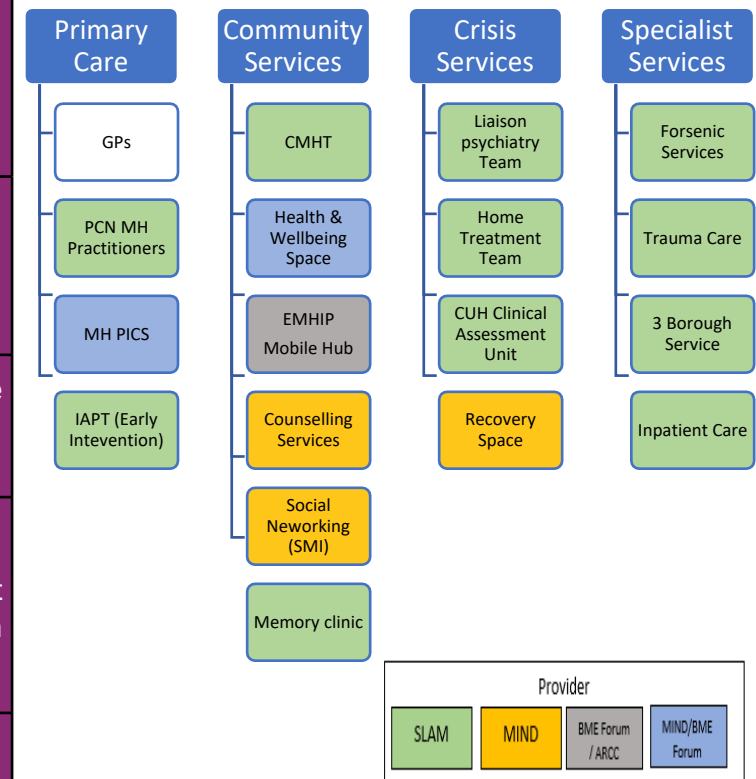 Primary
Care
GPs
PCN MH
Practitioners
MH PICS
IAPT (Early
Intevention)
Community
Services
CMHT
Health &
Wellbeing
Space
EMHIP
Mobile Hub
Counselling
Services
Social
Neworking
(SMI)
Memory clinic
Crisis
Services
Liaison
psychiatry
Team
Home
Treatment
Team
CUH Clinical
Assessment
Unit
Recovery
Space
Specialist
Services
Forsenic
Services
Trauma Care
3 Borough
Service
Inpatient Care
Provider
SLAM
MIND
BME Forum
/ ARCC
MIND/BME
Forum